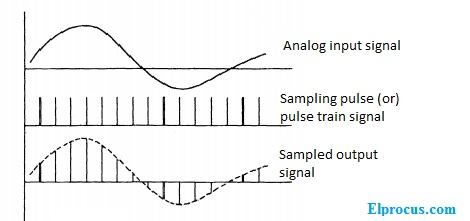 Analog input signal
Sampling pulse (or)
pulse train signal
Sampled output
signal
Elprocus.com